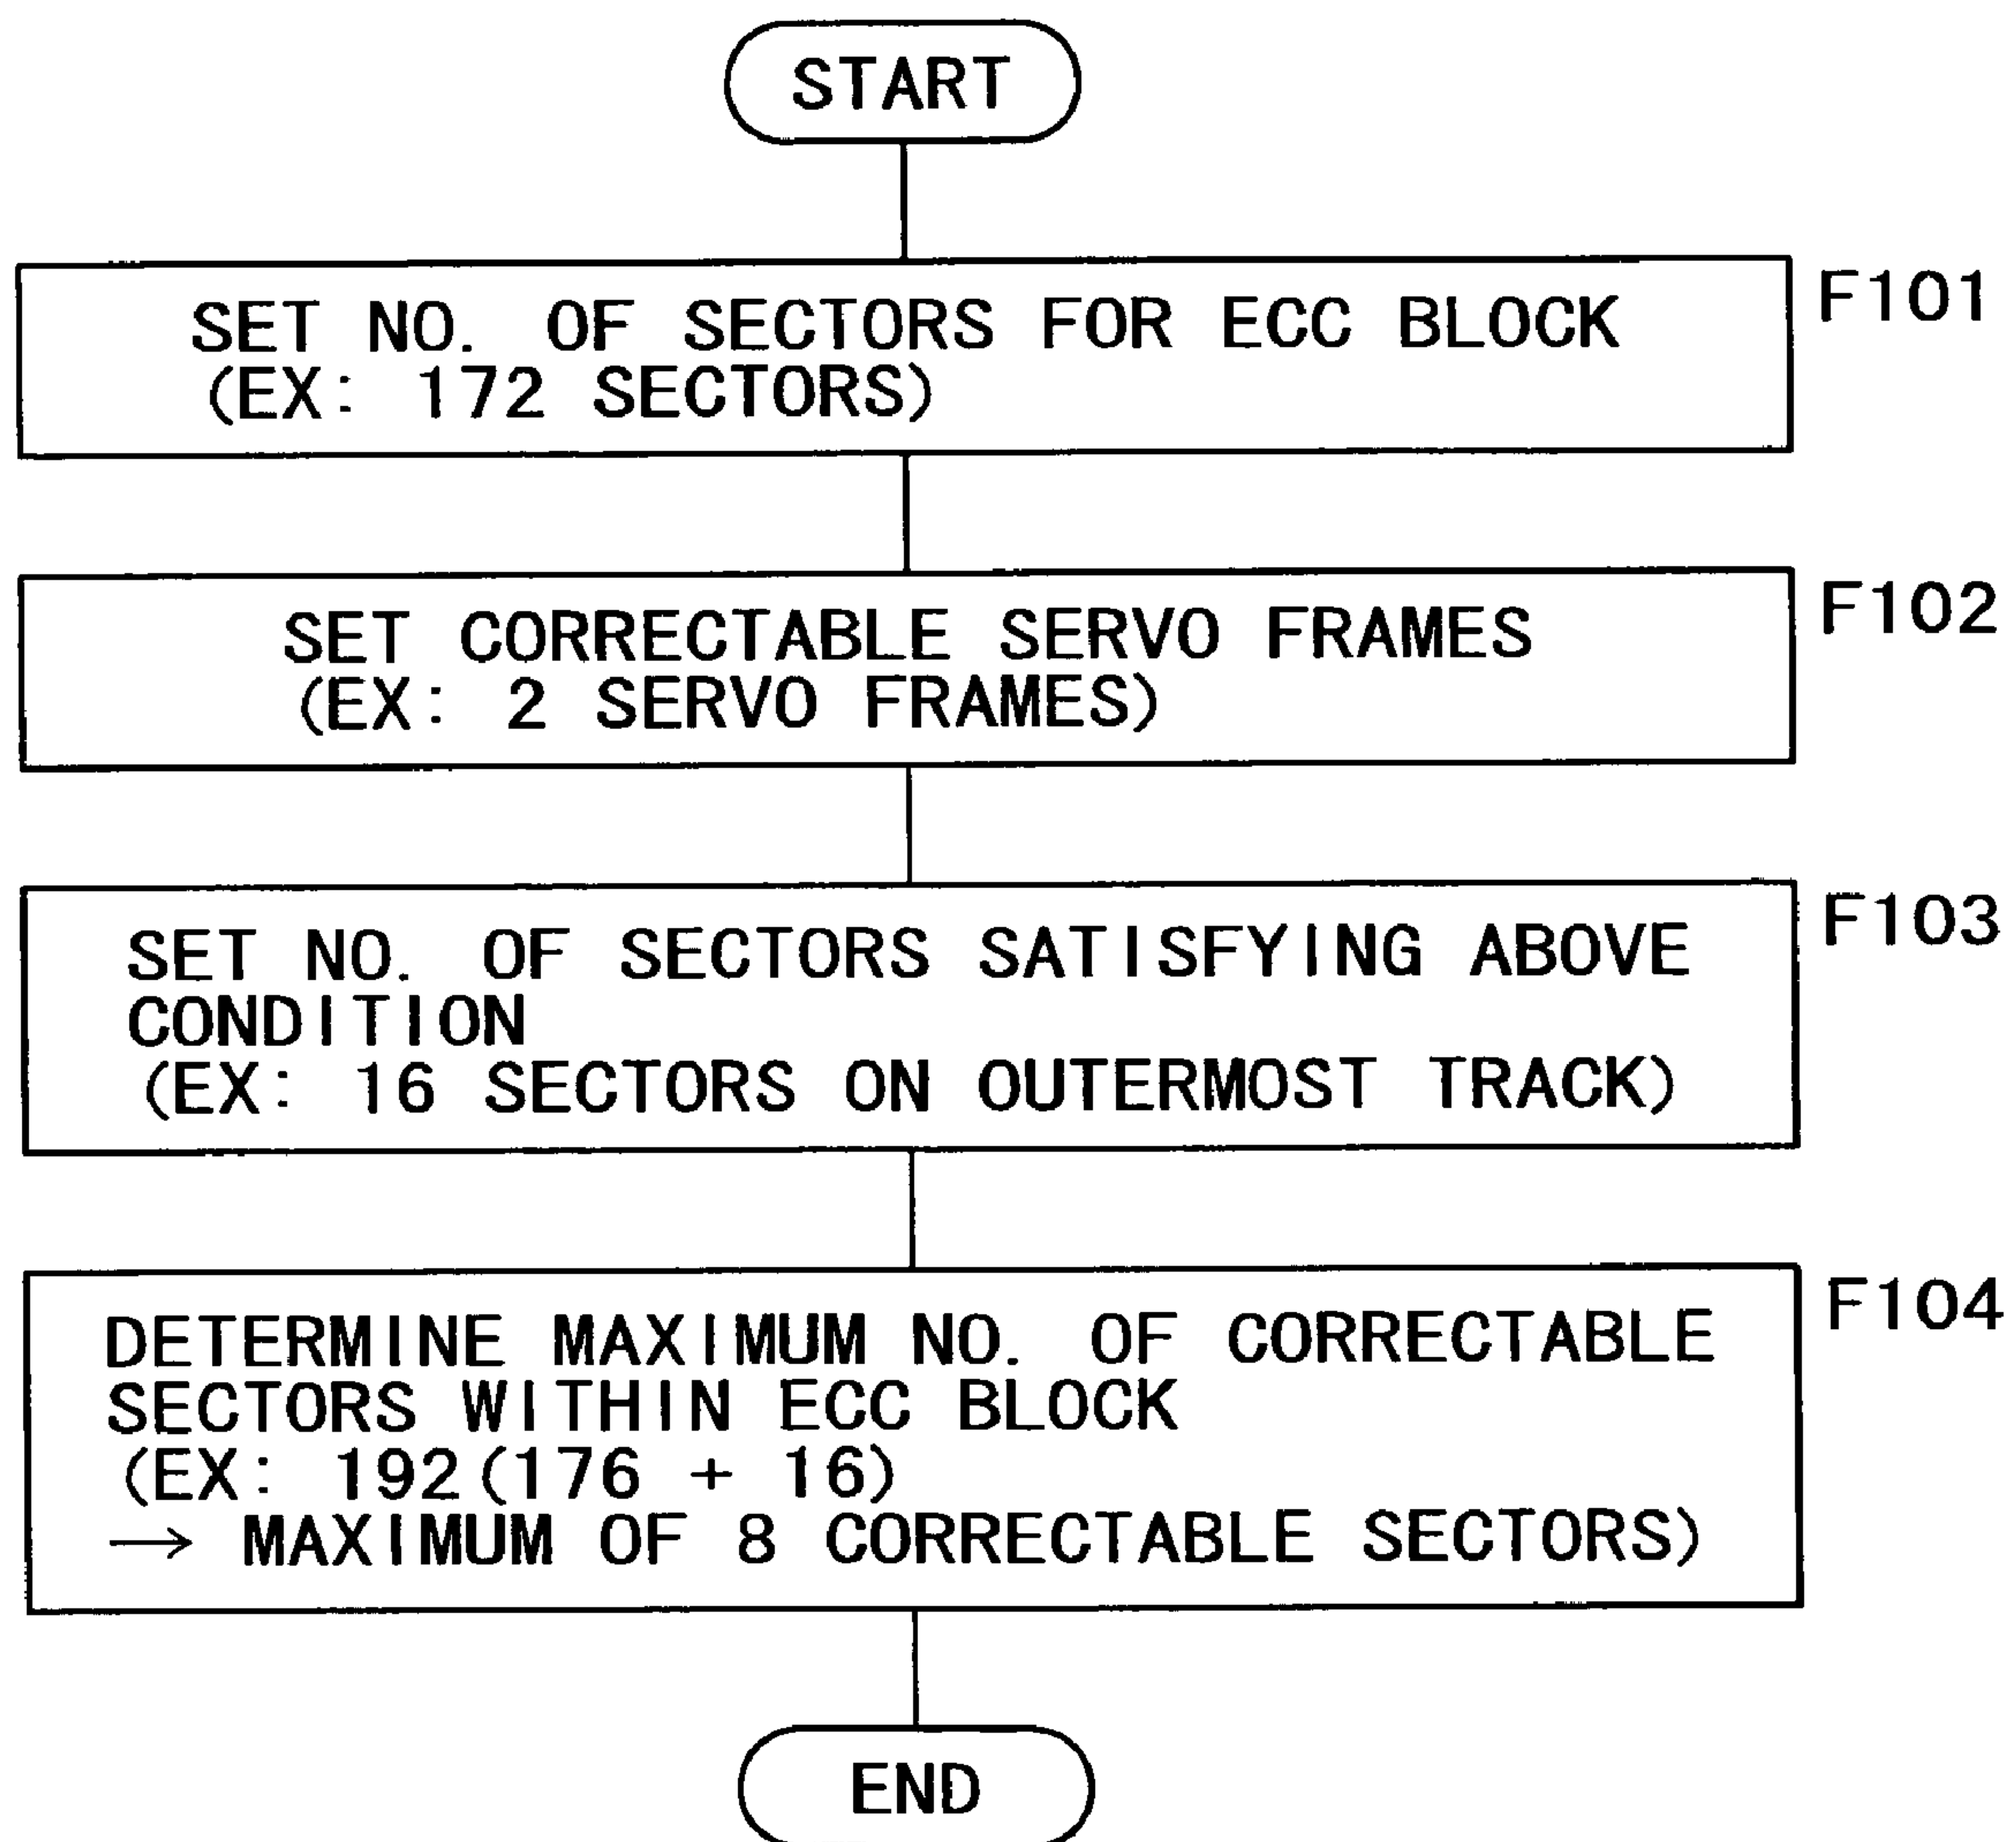 START
SET NO. OF SECTORS FOR ECC BLOCK
F101
(EX: 172 SECTORS)
SET CORRECTABLE SERVO FRAMES
F102
(EX: 2 SERVO FRAMES)
SET NO. OF SECTORS SATISFYING ABOVE
F103
CONDITION
(EX: 16 SECTORS ON OUTERMOST TRACK)
DETERMINE MAXIMUM NO. OF CORRECTABLE
F104
SECTORS WITHIN ECC BLOCK
(EX: 192(176 + 16)
→ MAXIMUM OF 8 CORRECTABLE SECTORS)
END